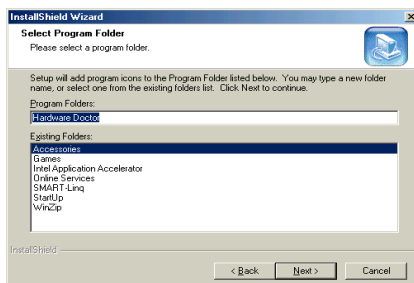 InstallShield Wizard
Select Program Folder
Please select a program folder.
Setup will add program icons to the Program Folder listed below. You may type a new folder
name, or select one from the existing folders list. Click Next to continue.
Program Folders:
Hardware Doctor
Existing Folders:
Accessories
Games
Intel Application Accelerator
Online Services
SMART-Linq
StartUp
WinZip
InstallShield
< Back
Next >
Cancel